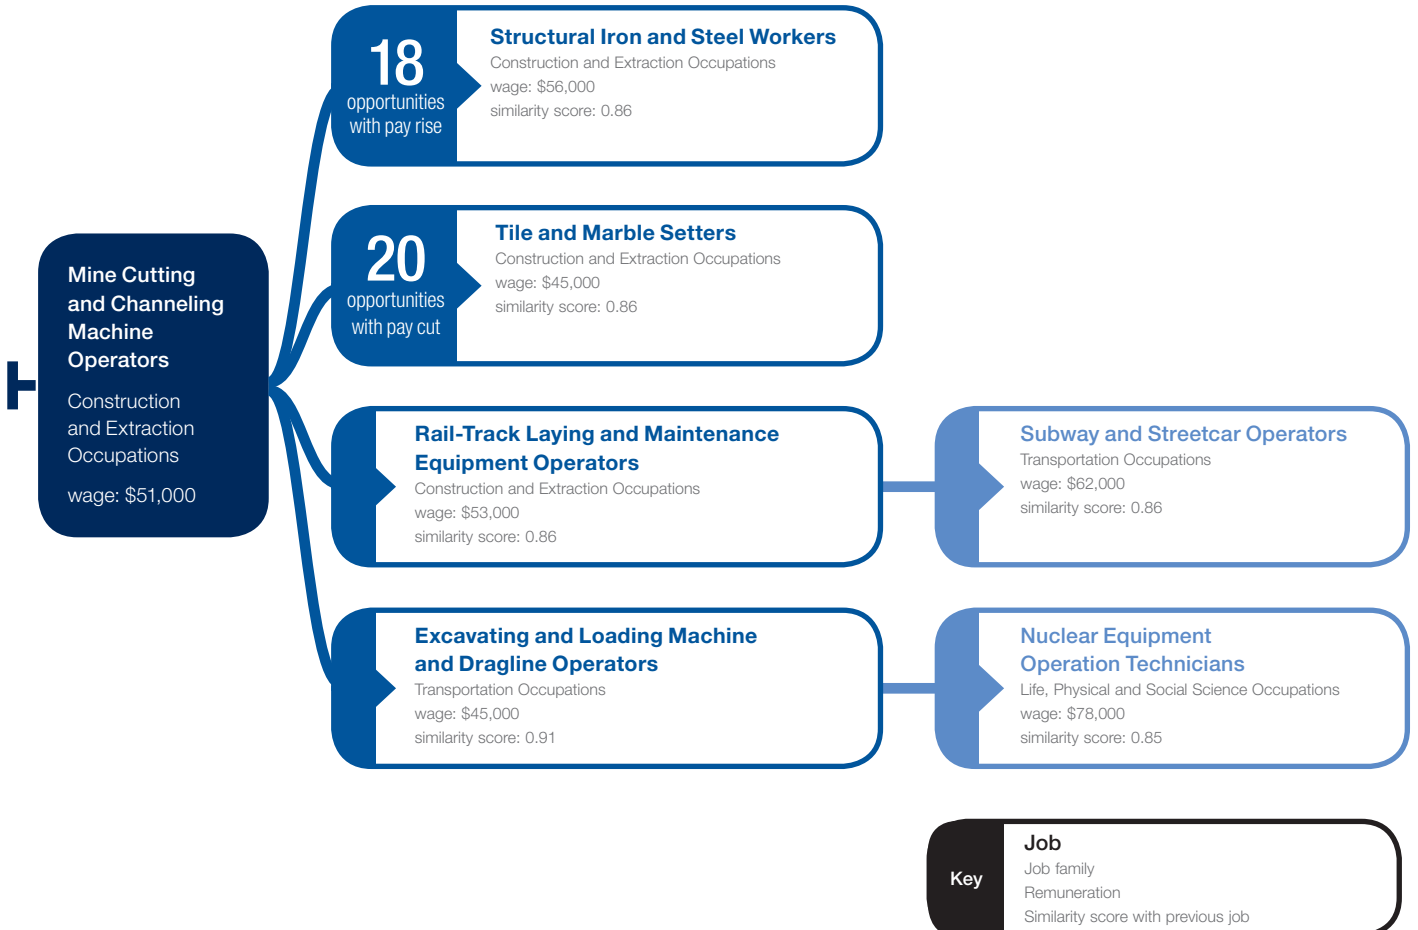 Mine Cutting
and Channeling
Machine
Operators
Construction
and Extraction
Occupations
wage: $51,000
18
opportunities
with pay rise
Structural Iron and Steel Workers
Construction and Extraction Occupations
wage: $56,000
similarity score: 0.86
20
opportunities
with pay cut
Tile and Marble Setters
Construction and Extraction Occupations
wage: $45,000
similarity score: 0.86
Rail-Track Laying and Maintenance
Equipment Operators
Construction and Extraction Occupations
wage: $53,000
similarity score: 0.86
Subway and Streetcar Operators
Transportation Occupations
wage: $62,000
similarity score: 0.86
Excavating and Loading Machine
and Dragline Operators
Transportation Occupations
wage: $45,000
similarity score: 0.91
Nuclear Equipment
Operation Technicians
Life, Physical and Social Science Occupations
wage: $78,000
similarity score: 0.85
Key
Job
Job family
Remuneration
Similarity score with previous job